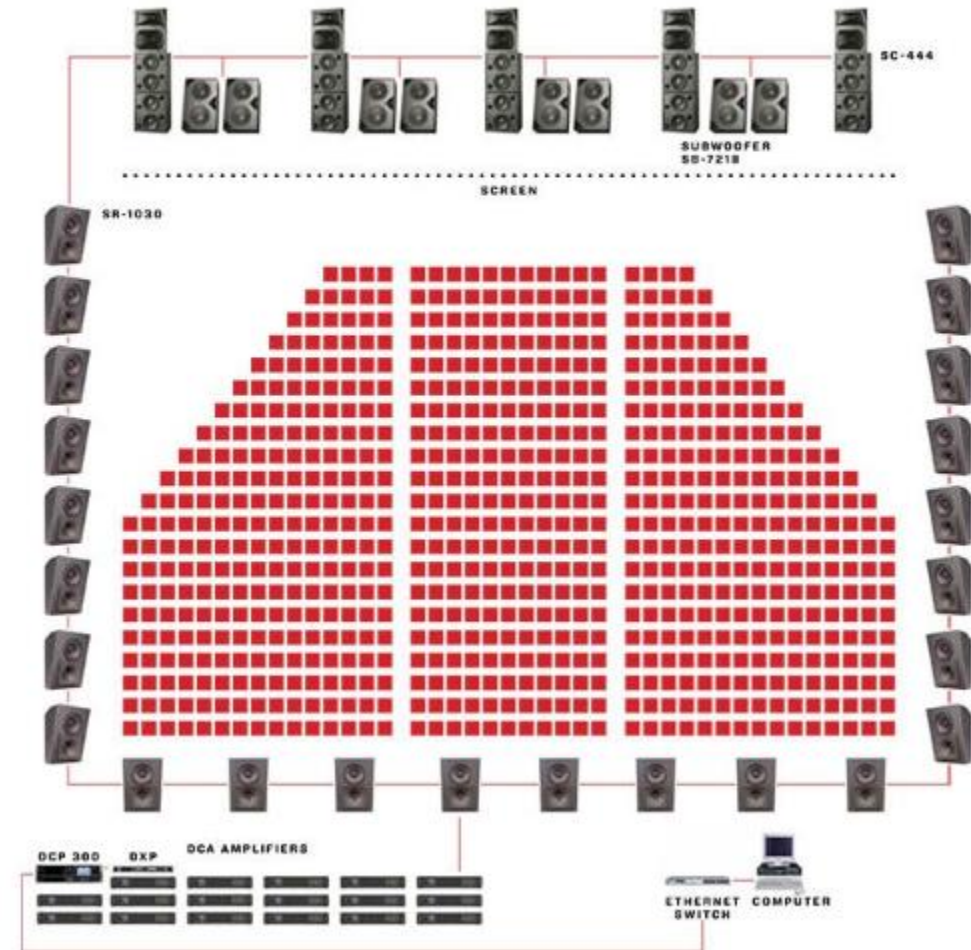 SC-444
SUBWOOFER
SB-7218
SCREEN
SR-1030
DCP 300
DXP
DCA AMPLIFIERS
ETHERNET
SWITCH
COMPUTER